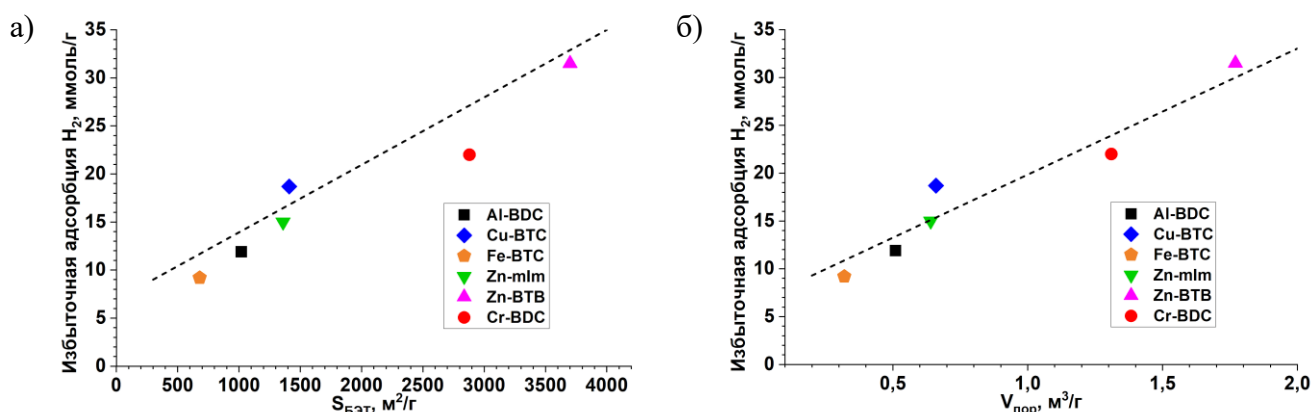 а)
Избыточная адсорбция H₂, ммоль/г
35
30
25
20
15
10
5
0
0 500 1000 1500 2000 2500 3000 3500 4000
S_БЭТ, м²/г
Al-BDC
Cu-BTC
Fe-BTC
Zn-mIm
Zn-BTB
Cr-BDC
б)
Избыточная адсорбция H₂, ммоль/г
35
30
25
20
15
10
5
0
0,5 1,0 1,5 2,0
V_пор, м³/г
Al-BDC
Cu-BTC
Fe-BTC
Zn-mIm
Zn-BTB
Cr-BDC